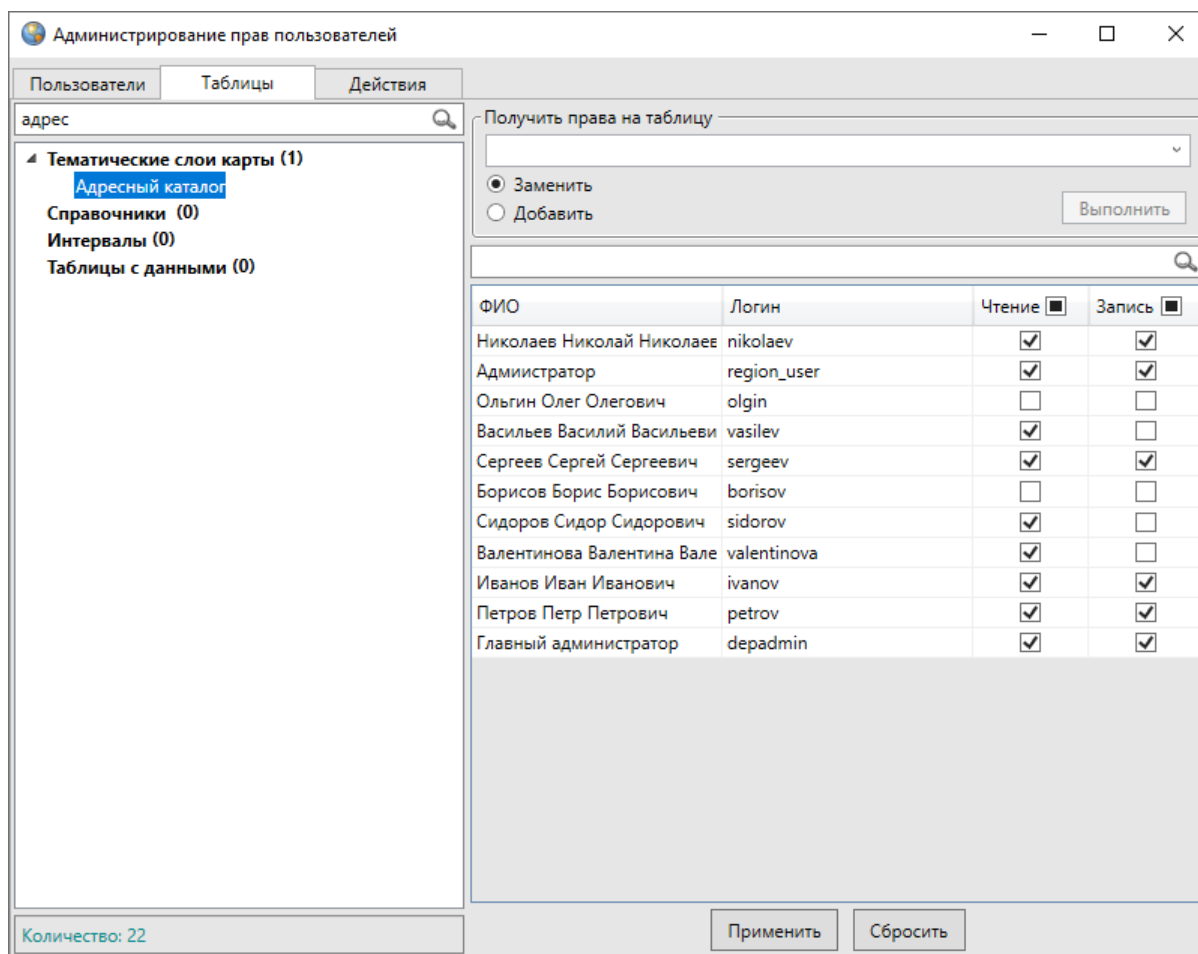 Администрирование прав пользователей
Пользователи Таблицы Действия
адрес
Тематические слои карты (1)
Адресный каталог
Справочники (0)
Интервалы (0)
Таблицы с данными (0)
Количество: 22
Получить права на таблицу
Заменить
Добавить
Выполнить
ФИО Логин Чтение Запись
Николаев Николай Николаев nikolaev
Адмиистратор region_user
Ольгин Олег Олегович olgin
Васильев Василий Васильеви vasilev
Сергеев Сергей Сергеевич sergeev
Борисов Борис Борисович borisov
Сидоров Сидор Сидорович sidorov
Валентинова Валентина Вале valentinova
Иванов Иван Иванович ivanov
Петров Петр Петрович petrov
Главный администратор depadmin
Применить Сбросить